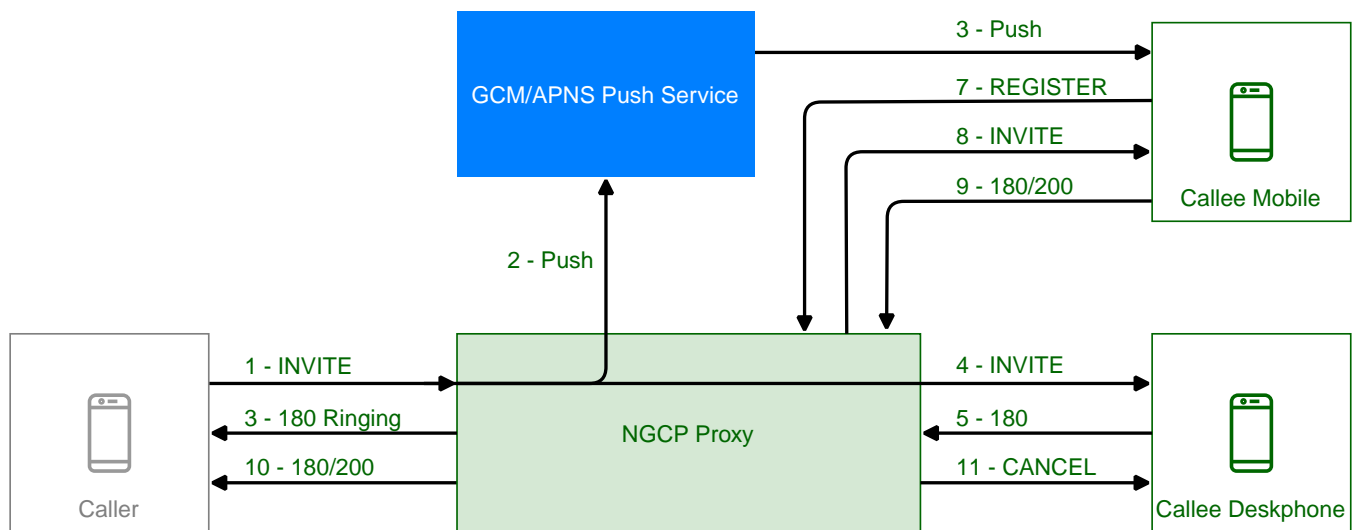 3 - Push
GCM/APNS Push Service
7 - REGISTER
8 - INVITE
9 - 180/200
Callee Mobile
2 - Push
1 - INVITE
4 - INVITE
3 - 180 Ringing
NGCP Proxy
5 - 180
10 - 180/200
11 - CANCEL
Caller
Callee Deskphone